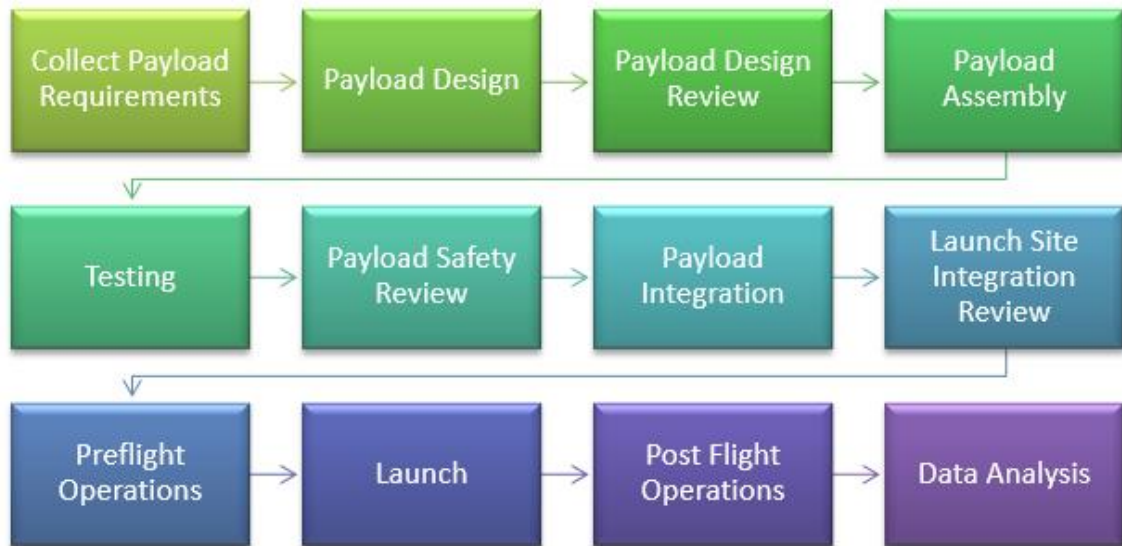 Collect Payload
Requirements
Payload Design
Payload Design
Review
Payload
Assembly
Testing
Payload Safety
Review
Payload
Integration
Launch Site
Integration
Review
Preflight
Operations
Launch
Post Flight
Operations
Data Analysis